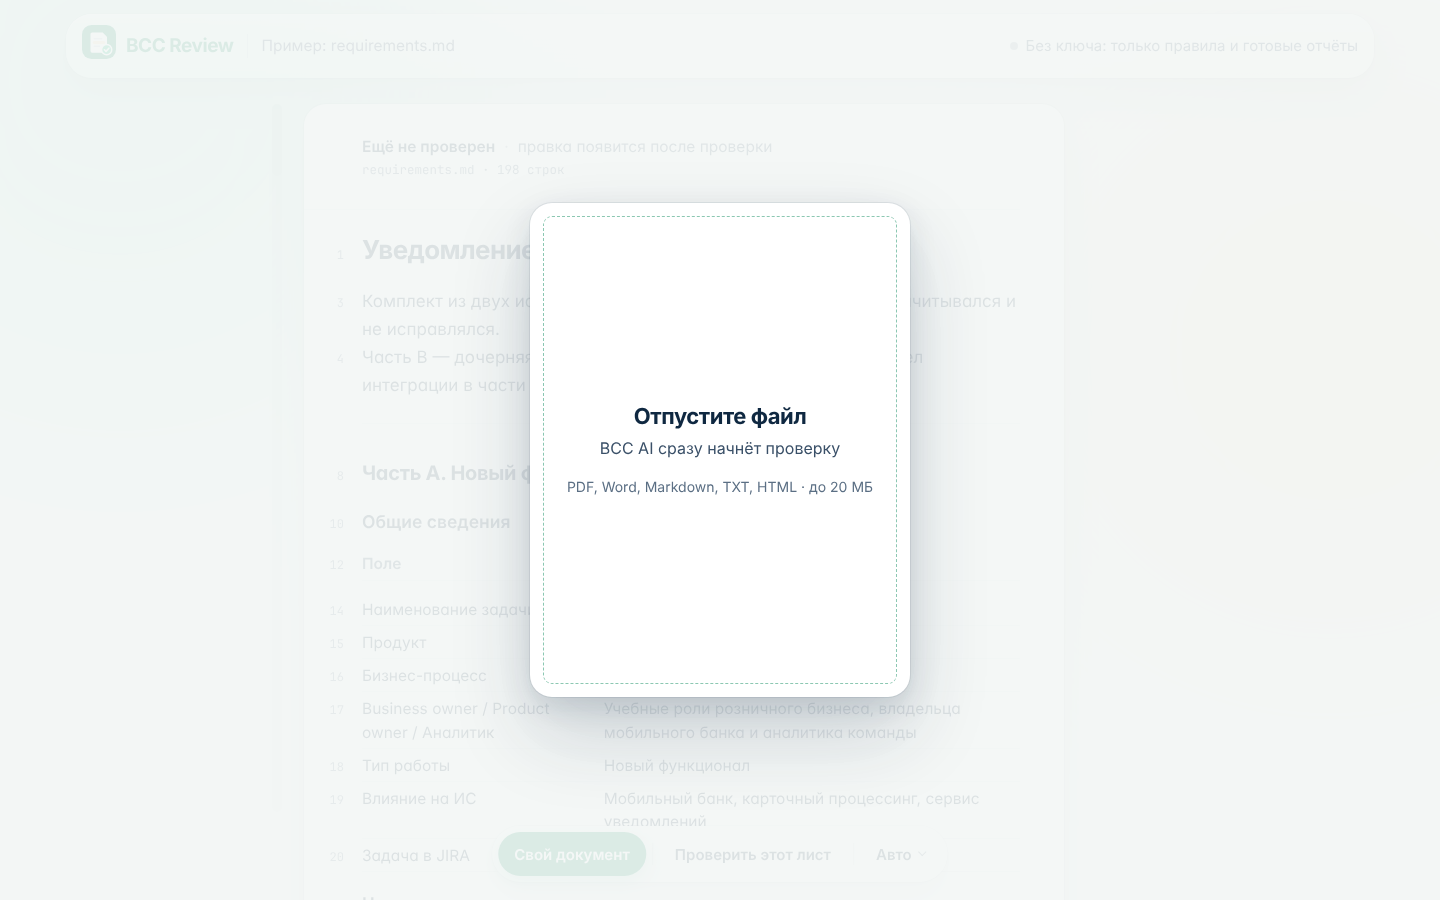 BCC Review
Пример: requirements.md
Без ключа: только правила и готовые отчёты
Ещё не проверен · правка появится после проверки
requirements.md · 198 строк
1 Уведомление
3 Комплект из двух ис
читывался и
не исправлялся.
4 Часть B — дочерняя
ел
интеграции в части
8 Часть А. Новый ф
10 Общие сведения
12 Поле
14 Наименование задачи
15 Продукт
16 Бизнес-процесс
17 Business owner / Product
owner / Аналитик
Учебные роли розничного бизнеса, владельца
мобильного банка и аналитика команды
18 Тип работы
Новый функционал
19 Влияние на ИС
Мобильный банк, карточный процессинг, сервис
уведомлений
20 Задача в JIRA
Отпустите файл
BCC AI сразу начнёт проверку
PDF, Word, Markdown, TXT, HTML · до 20 МБ
Свой документ
Проверить этот лист
Авто